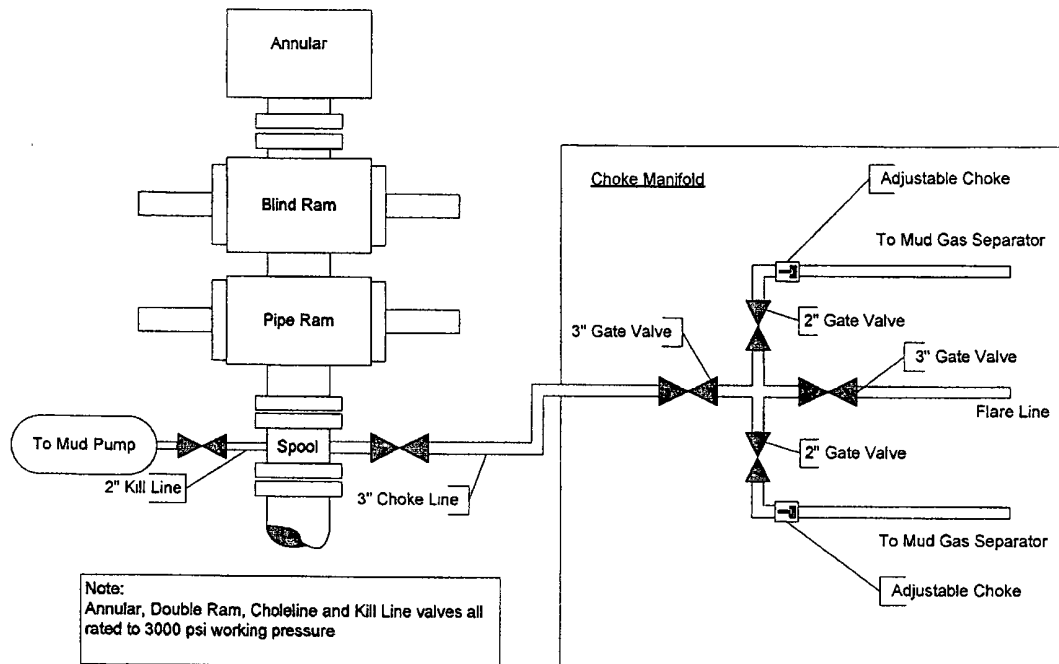 Annular
Blind Ram
Pipe Ram
To Mud Pump
Spool
2" Kill Line
3" Choke Line
Choke Manifold
Adjustable Choke
To Mud Gas Separator
2" Gate Valve
3" Gate Valve
3" Gate Valve
Flare Line
2" Gate Valve
To Mud Gas Separator
Adjustable Choke
Note:
Annular, Double Ram, Choleline and Kill Line valves all
rated to 3000 psi working pressure